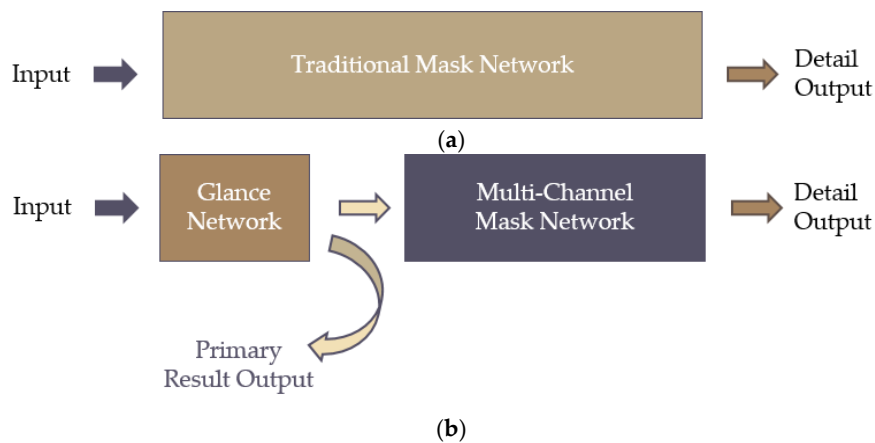 Input
Traditional Mask Network
Detail
Output
(a)
Input
Glance
Network
Multi-Channel
Mask Network
Detail
Output
Primary
Result Output
(b)